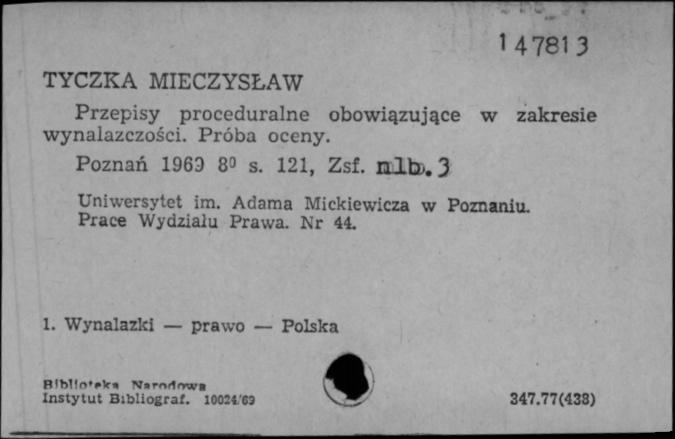 147813
TYCZKA MIECZYSŁAW
Przepisy proceduralne obowiązujące w zakresie
wynalazczości. Próba oceny.
Poznań 1969 8⁰ s. 121, Zsf. nlb. 3
Uniwersytet im. Adama Mickiewicza w Poznaniu.
Prace Wydziału Prawa. Nr 44.
1. Wynalazki — prawo — Polska
Biblioteka Narodowa
Instytut Bibliograf. 10024/69
347.77(438)